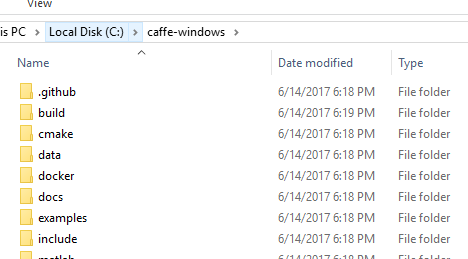 View
is PC > Local Disk (C:) > caffe-windows >
Name Date modified Type
.github 6/14/2017 6:18 PM File folder
build 6/14/2017 6:19 PM File folder
cmake 6/14/2017 6:18 PM File folder
data 6/14/2017 6:18 PM File folder
docker 6/14/2017 6:18 PM File folder
docs 6/14/2017 6:18 PM File folder
examples 6/14/2017 6:18 PM File folder
include 6/14/2017 6:18 PM File folder